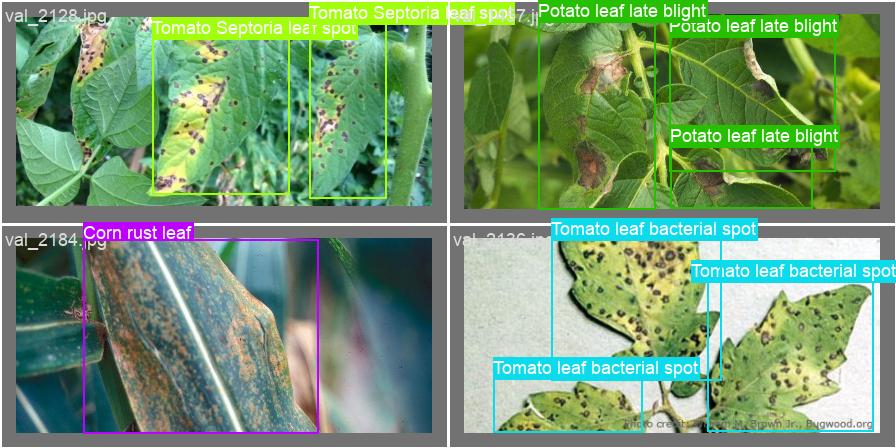 val_2128.jpg
Tomato Septoria leaf spot
Tomato Septoria leaf spot
Potato leaf late blight
Potato leaf late blight
Potato leaf late blight
val_2184.jpg
Corn rust leaf
Tomato leaf bacterial spot
Tomato leaf bacterial spot
Tomato leaf bacterial spot
Brown Jr., Bugwood.org